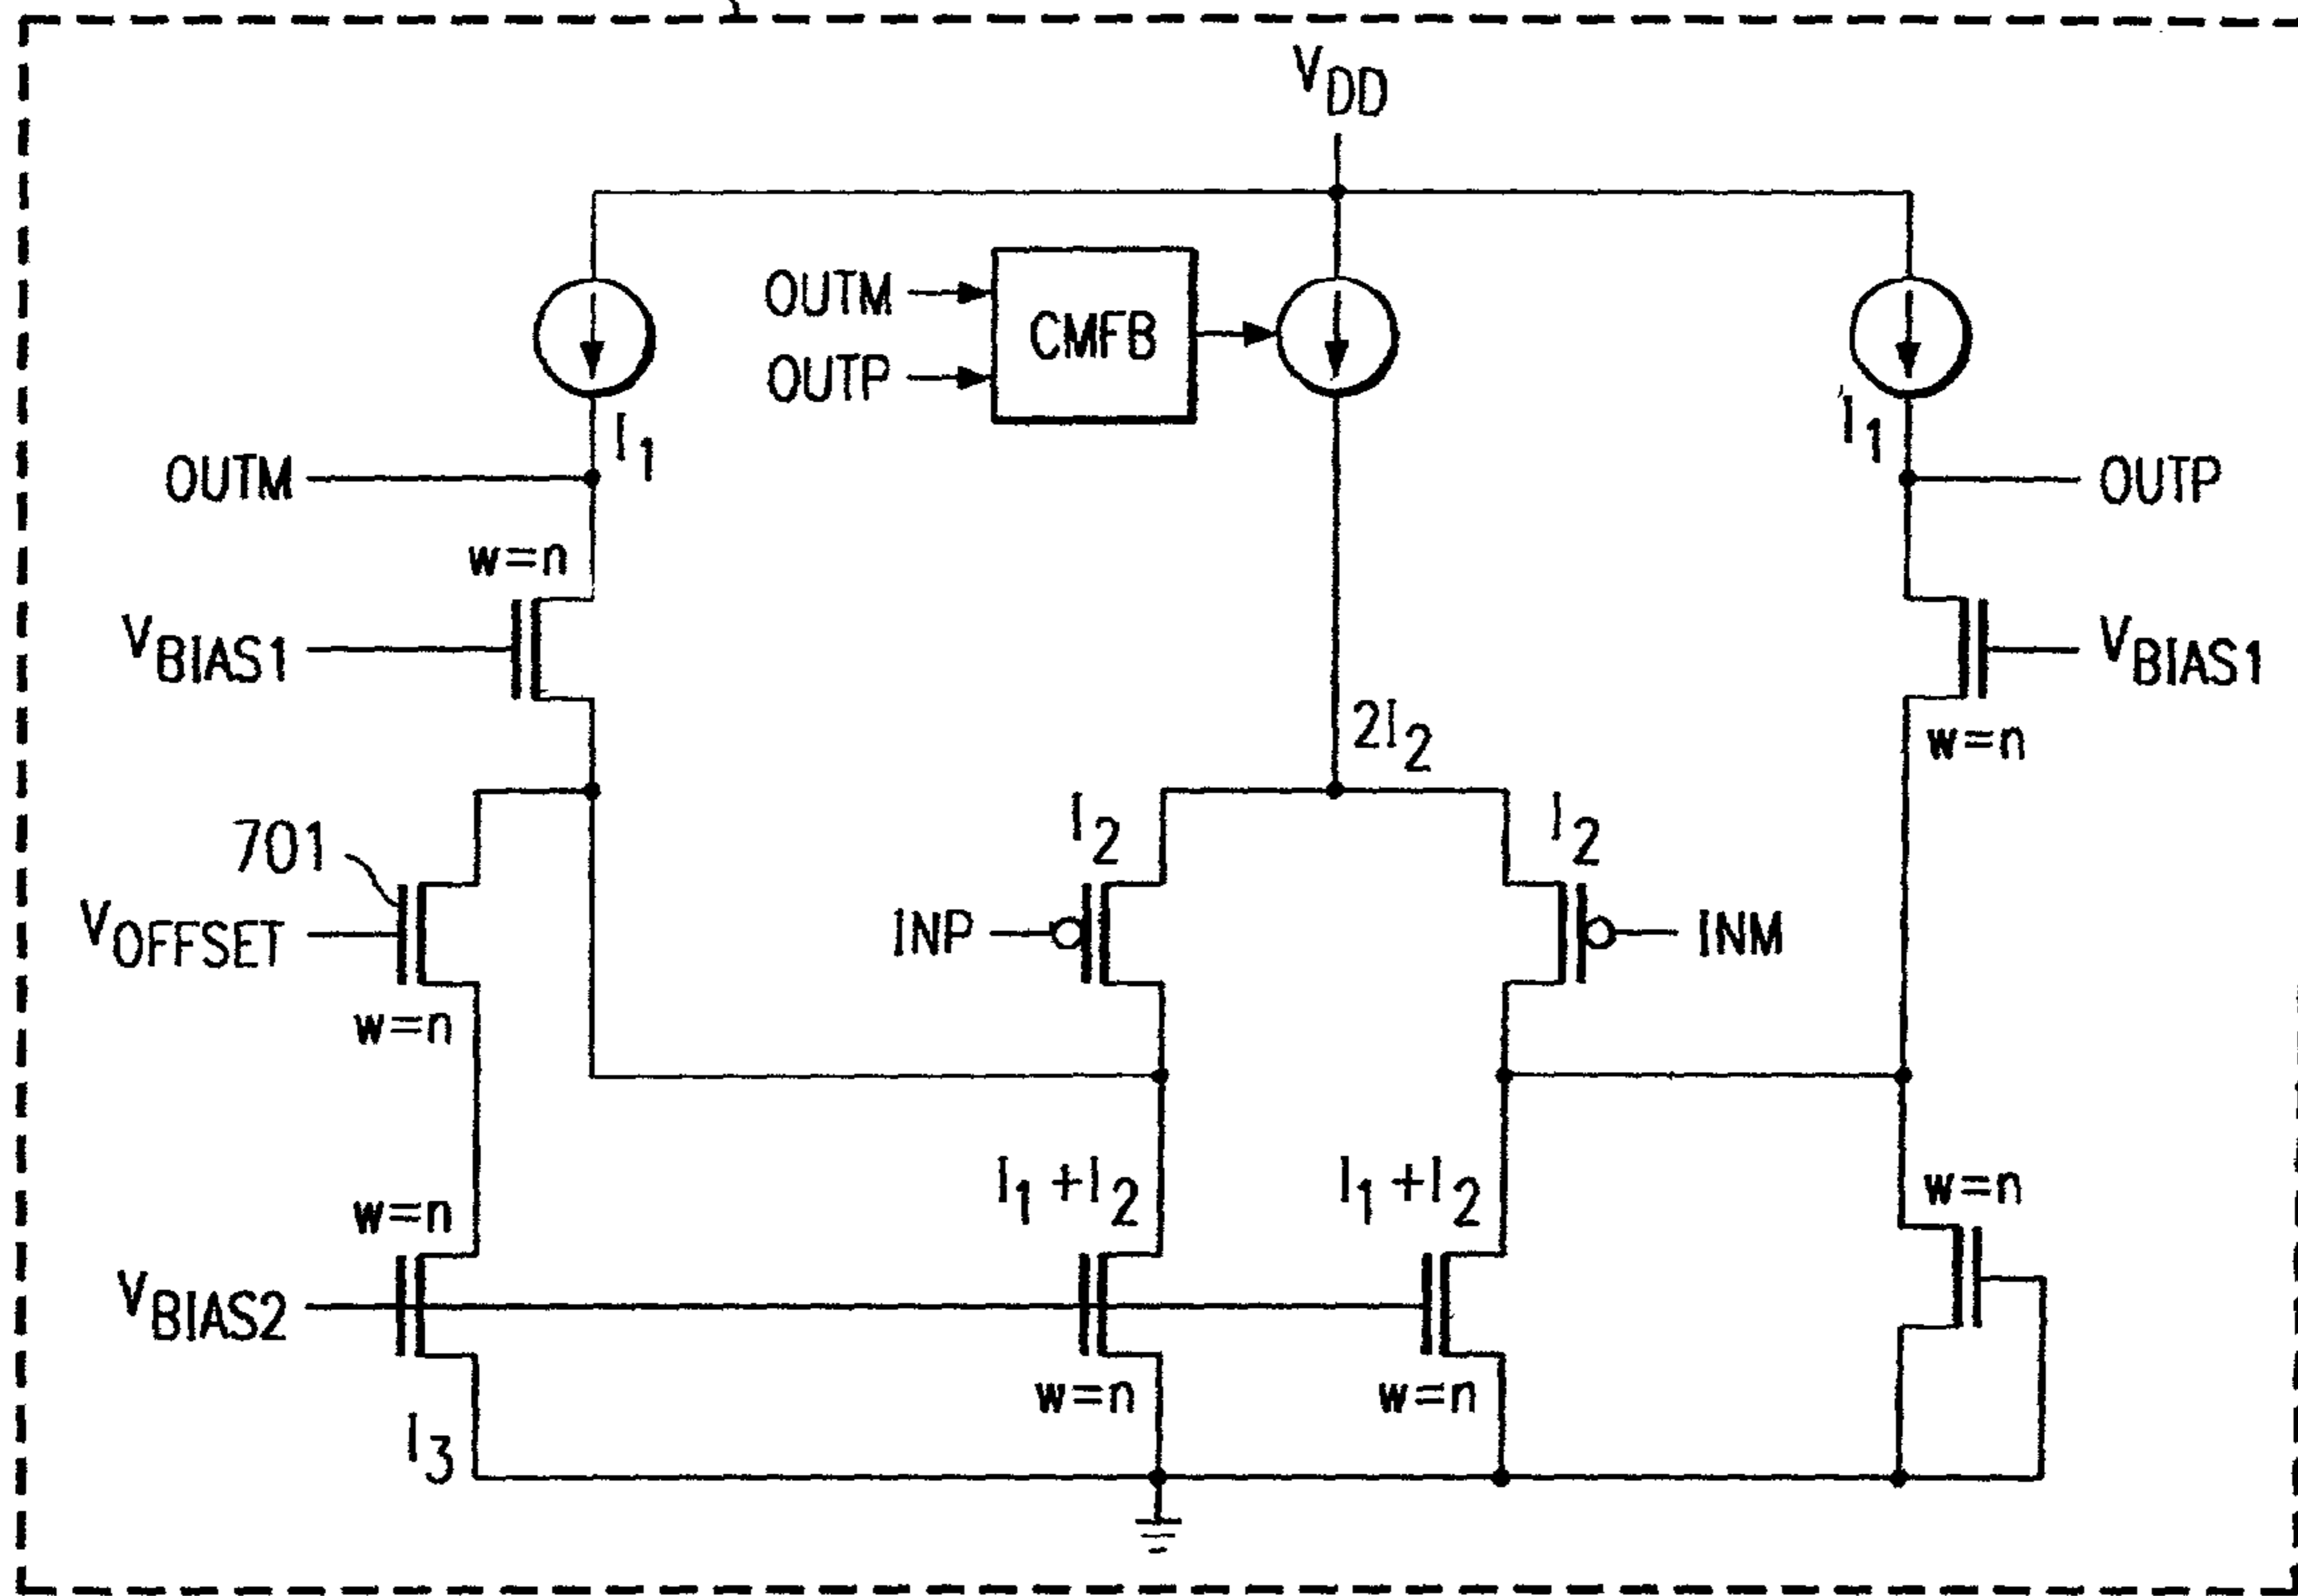 V_DD
OUTM
CMFB
OUTP
I_1
I_1
OUTM
OUTP
w=n
V_BIAS1
V_BIAS1
w=n
2I_2
I_2
I_2
701
V_OFFSET
INP
INM
w=n
I_1+I_2
I_1+I_2
w=n
w=n
V_BIAS2
w=n
w=n
I_3